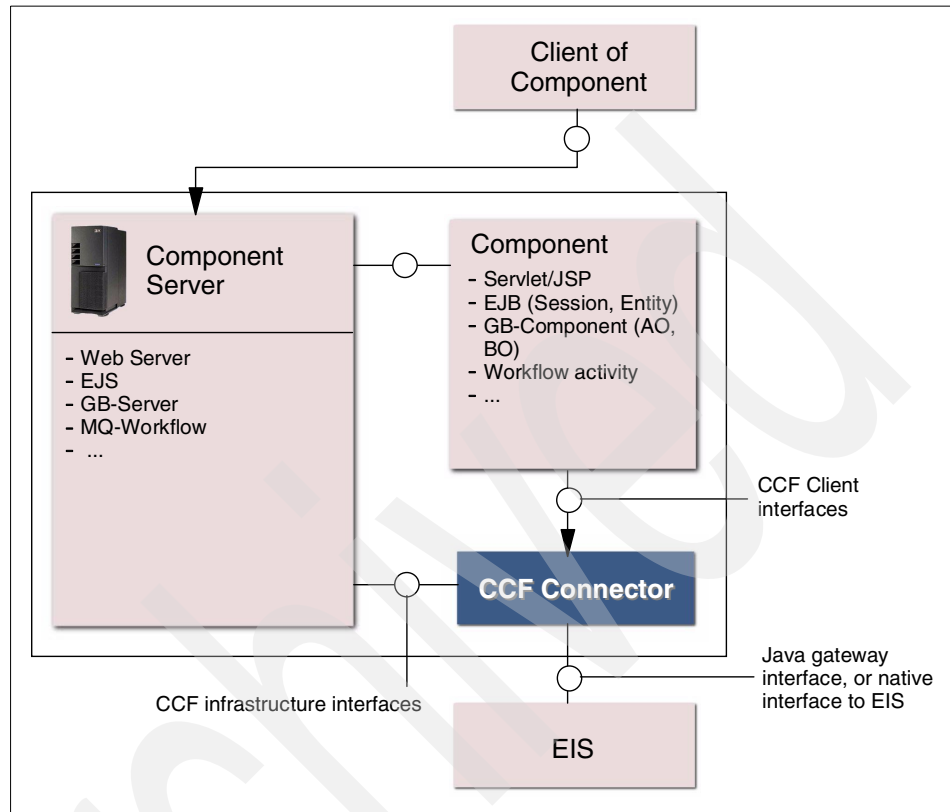 Client of
Component
Component
Server
- Web Server
- EJS
- GB-Server
- MQ-Workflow
- ...
Component
- Servlet/JSP
- EJB (Session, Entity)
- GB-Component (AO,
BO)
- Workflow activity
- ...
CCF Client
interfaces
CCF Connector
Java gateway
interface, or native
interface to EIS
CCF infrastructure interfaces
EIS